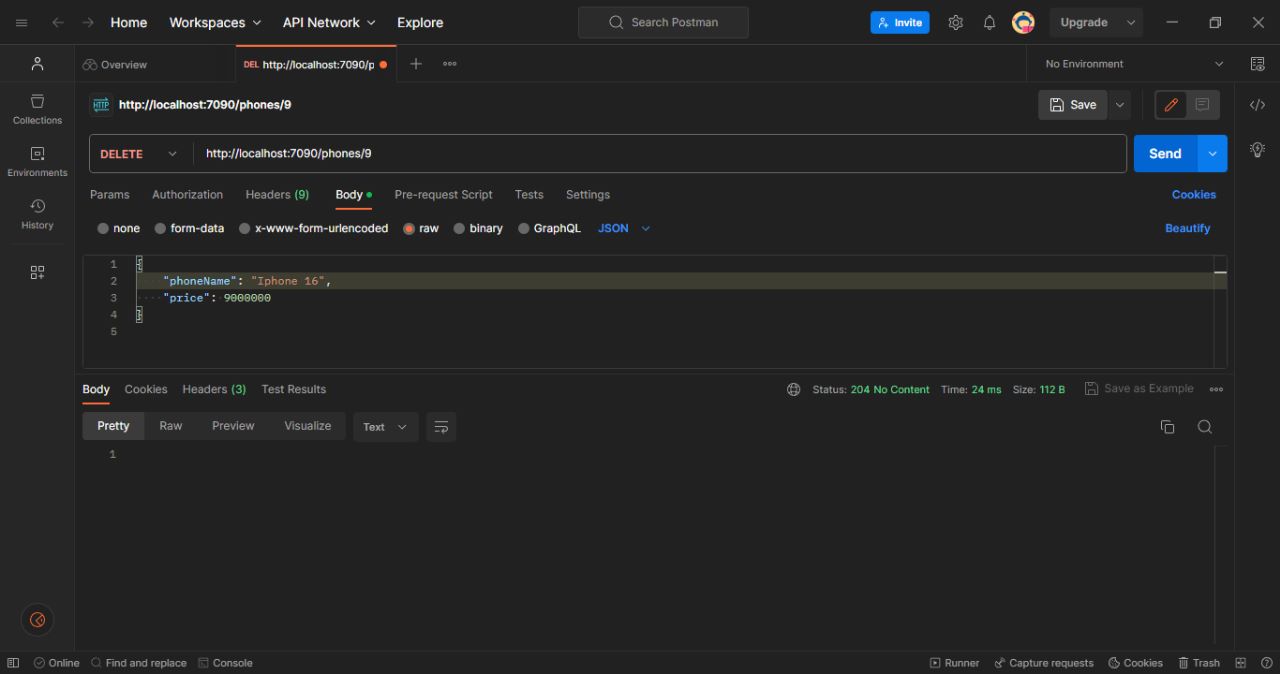 Home Workspaces API Network Explore Search Postman Invite Upgrade
Overview DEL http://localhost:7090/p No Environment
HTTP http://localhost:7090/phones/9 Save
Collections
DELETE http://localhost:7090/phones/9 Send
Environments
Params Authorization Headers (9) Body Pre-request Script Tests Settings Cookies
History
none form-data x-www-form-urlencoded raw binary GraphQL JSON Beautify
1 {
2 "phoneName": "Iphone 16",
3 "price": 9000000
4 }
5
Body Cookies Headers (3) Test Results Status: 204 No Content Time: 24 ms Size: 112 B Save as Example
Pretty Raw Preview Visualize Text
1
Online Find and replace Console Runner Capture requests Cookies Trash